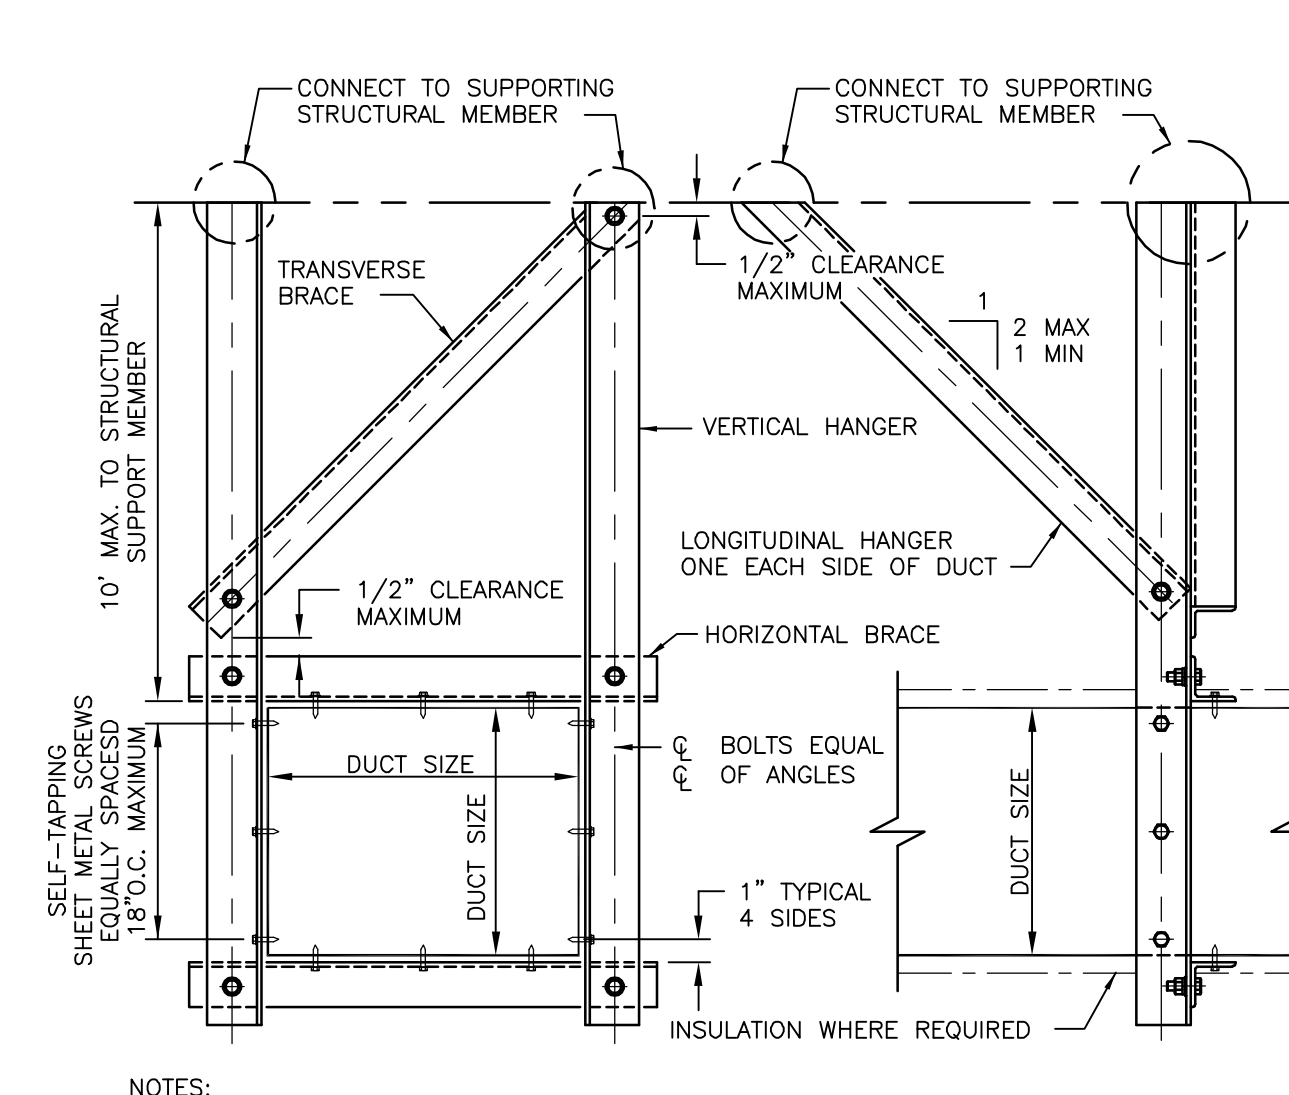 CONNECT TO SUPPORTING
STRUCTURAL MEMBER
CONNECT TO SUPPORTING
STRUCTURAL MEMBER
TRANSVERSE
BRACE
1/2" CLEARANCE
MAXIMUM
1
2 MAX
1 MIN
10' MAX. TO STRUCTURAL
SUPPORT MEMBER
VERTICAL HANGER
LONGITUDINAL HANGER
ONE EACH SIDE OF DUCT
1/2" CLEARANCE
MAXIMUM
HORIZONTAL BRACE
SELF-TAPPING
SHEET METAL SCREWS
EQUALLY SPACESD
18"O.C. MAXIMUM
DUCT SIZE
DUCT SIZE
℄ BOLTS EQUAL
℄ OF ANGLES
DUCT SIZE
1" TYPICAL
4 SIDES
INSULATION WHERE REQUIRED
NOTES: